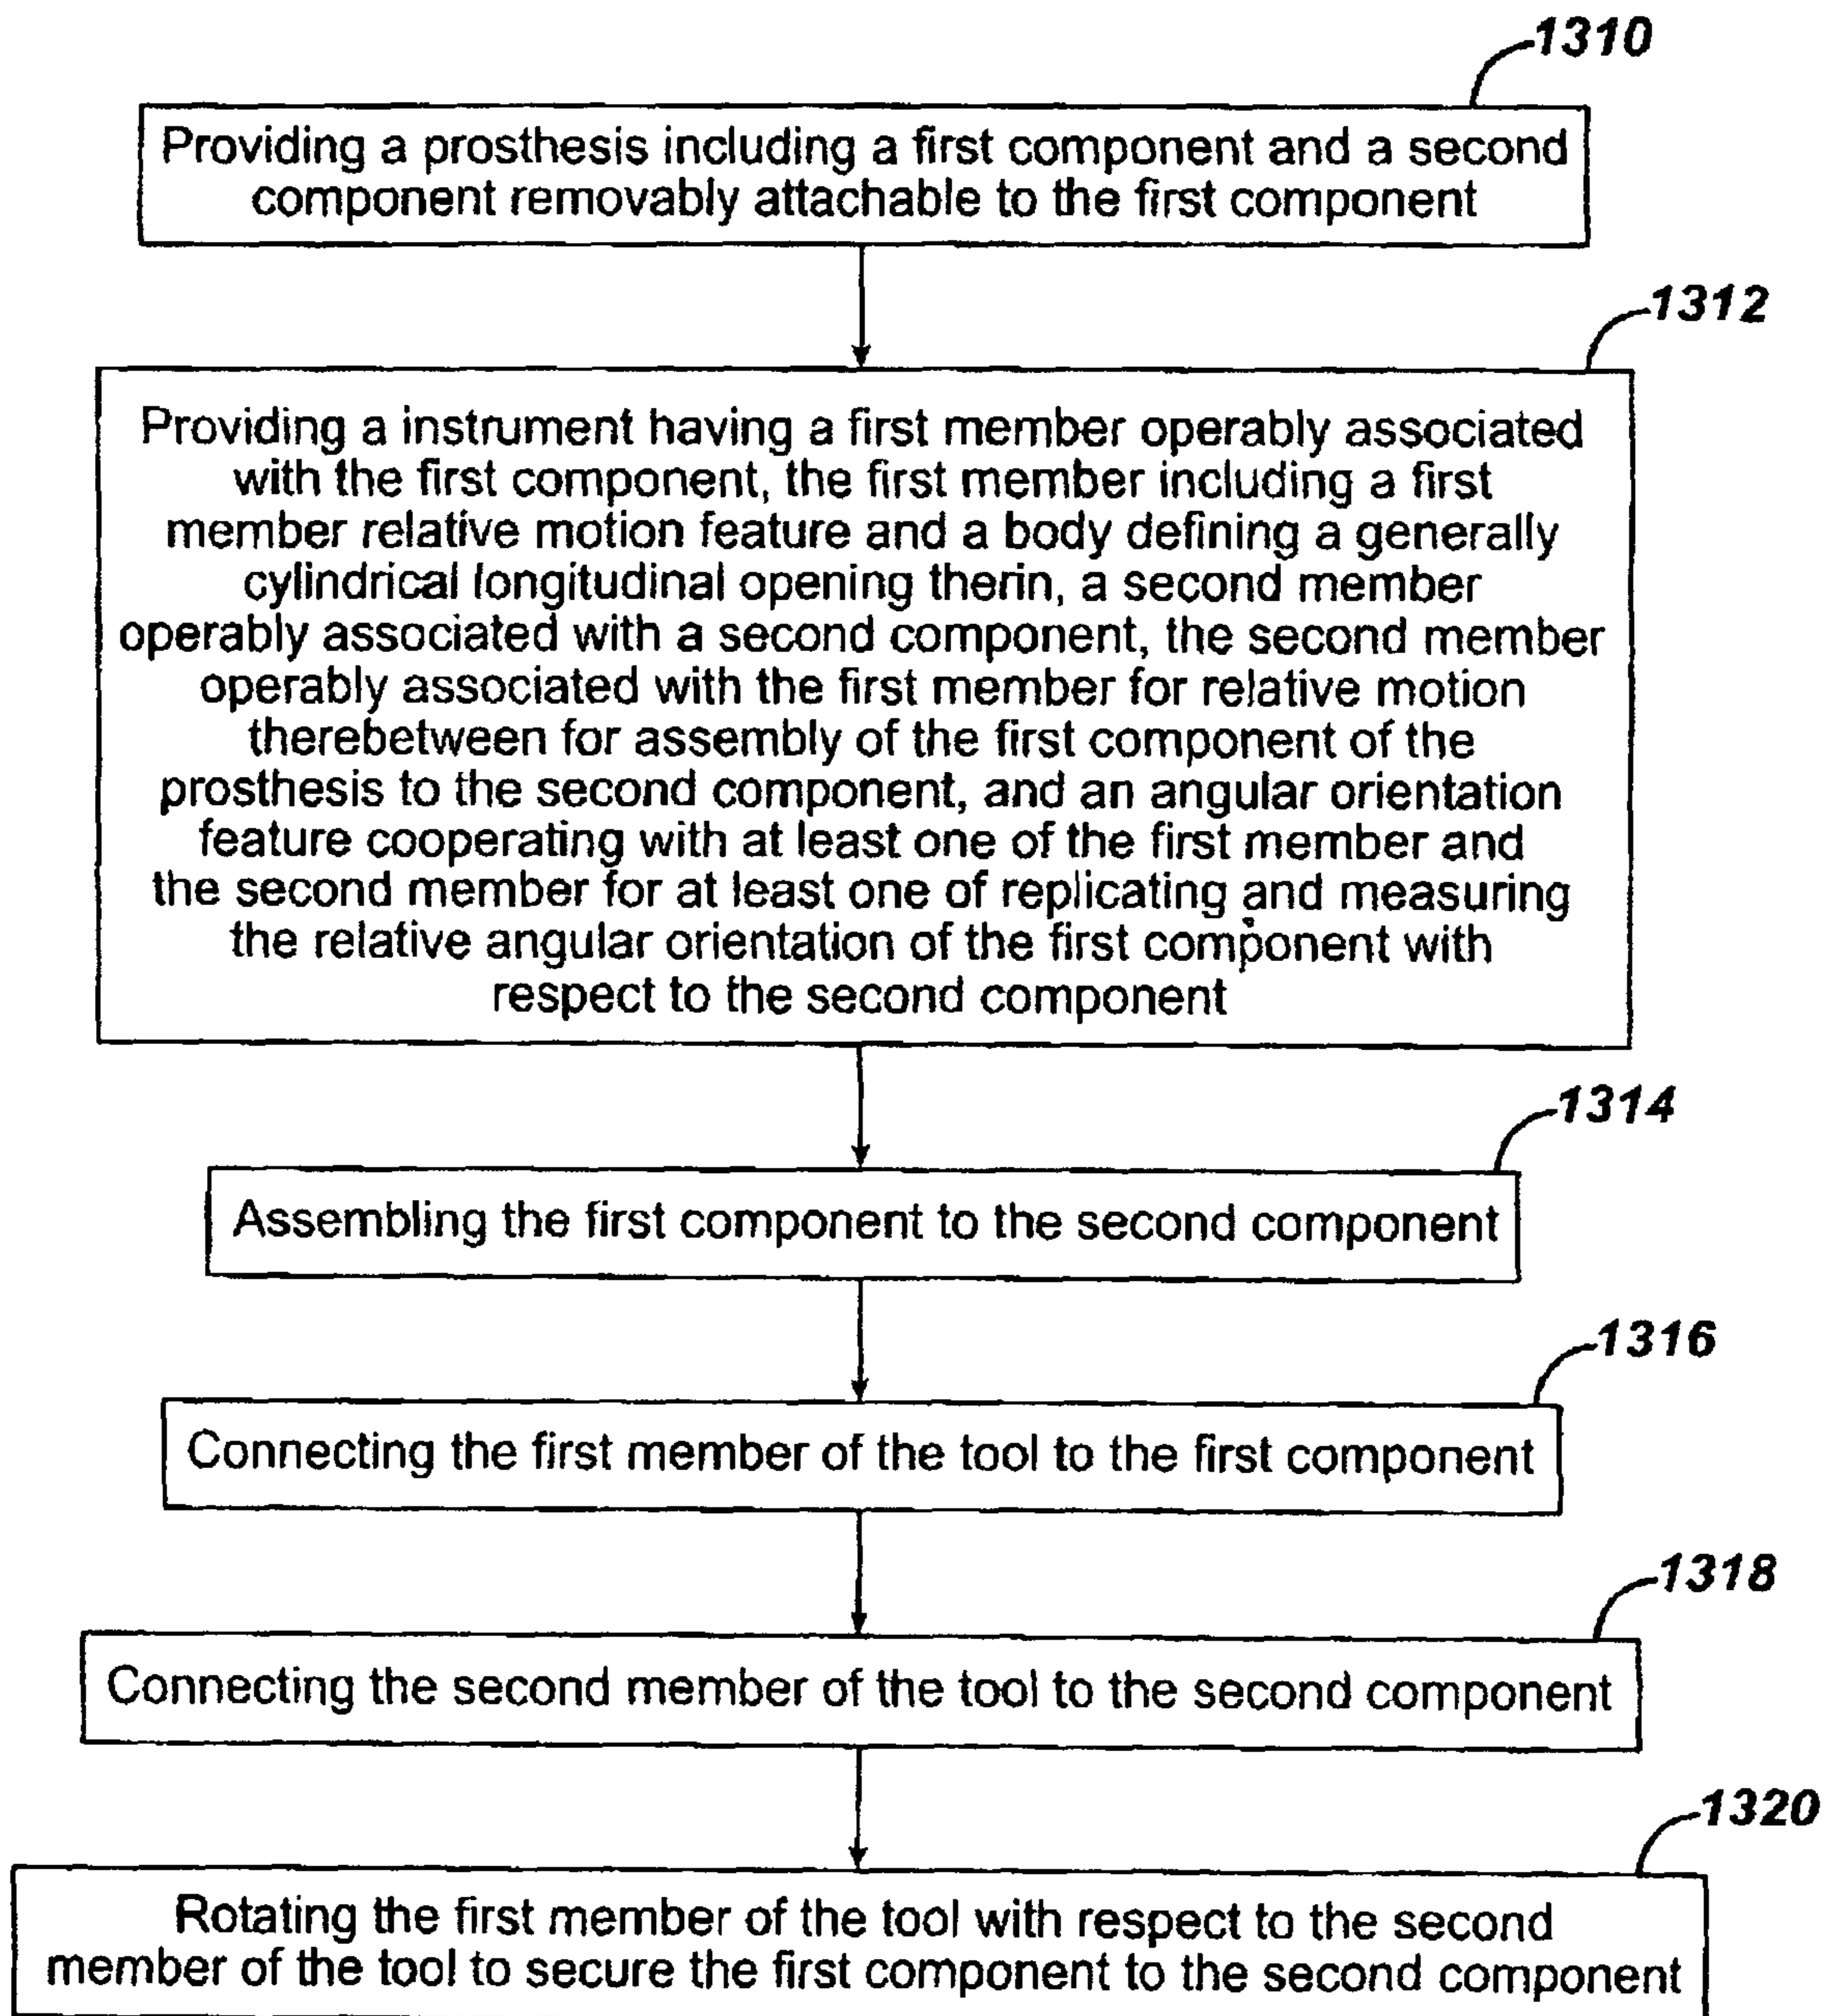 1310
Providing a prosthesis including a first component and a second
component removably attachable to the first component
1312
Providing a instrument having a first member operably associated
with the first component, the first member including a first
member relative motion feature and a body defining a generally
cylindrical longitudinal opening therin, a second member
operably associated with a second component, the second member
operably associated with the first member for relative motion
therebetween for assembly of the first component of the
prosthesis to the second component, and an angular orientation
feature cooperating with at least one of the first member and
the second member for at least one of replicating and measuring
the relative angular orientation of the first component with
respect to the second component
1314
Assembling the first component to the second component
1316
Connecting the first member of the tool to the first component
1318
Connecting the second member of the tool to the second component
1320
Rotating the first member of the tool with respect to the second
member of the tool to secure the first component to the second component